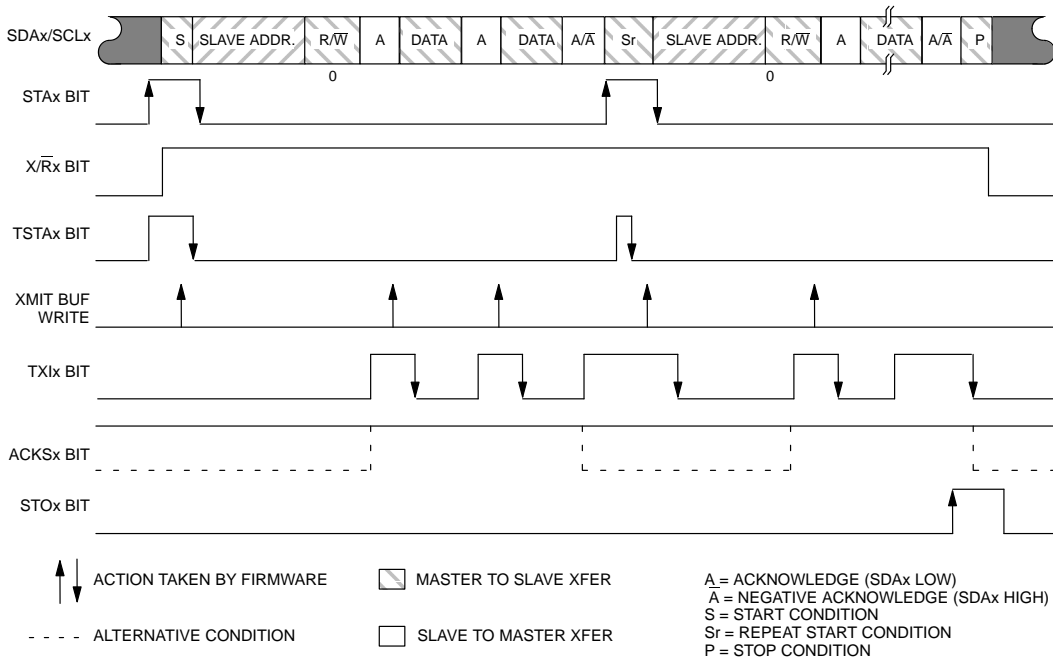 SDAx/SCLx S SLAVE ADDR. R/W̅ A DATA A DATA A/A̅ Sr SLAVE ADDR. R/W̅ A DATA A/A̅ P
0 0
STAx BIT
X/R̅x BIT
TSTAx BIT
XMIT BUF
WRITE
TXIx BIT
ACKSx BIT
STOx BIT
ACTION TAKEN BY FIRMWARE
MASTER TO SLAVE XFER
ALTERNATIVE CONDITION
SLAVE TO MASTER XFER
A = ACKNOWLEDGE (SDAx LOW)
A̅ = NEGATIVE ACKNOWLEDGE (SDAx HIGH)
S = START CONDITION
Sr = REPEAT START CONDITION
P = STOP CONDITION